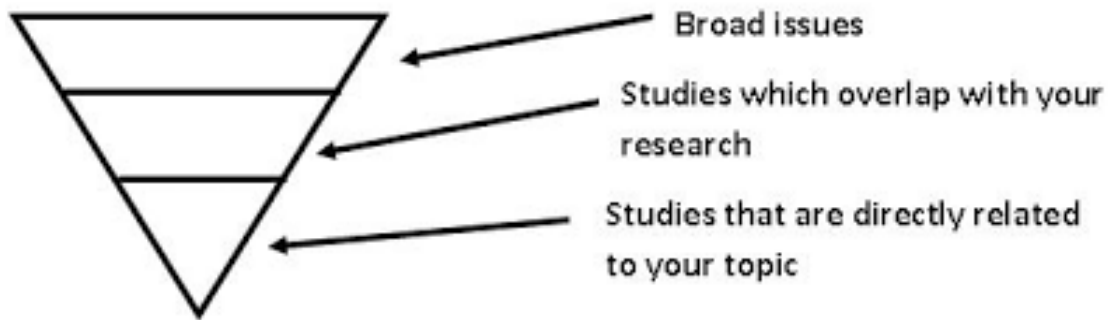 Broad issues
Studies which overlap with your
research
Studies that are directly related
to your topic